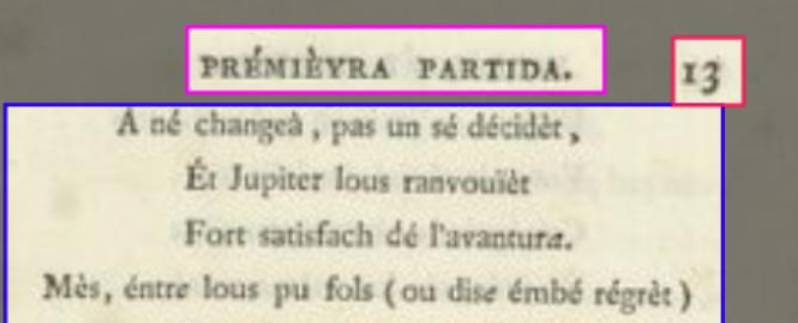 PRÉMIÈYRA PARTIDA. 13
A né changeà, pas un sé décidèt,
Ét Jupiter lous ranvouïèt
Fort satisfach dé l'avantura.
Mès, éntre lous pu fols (ou dise émbé régrèt)